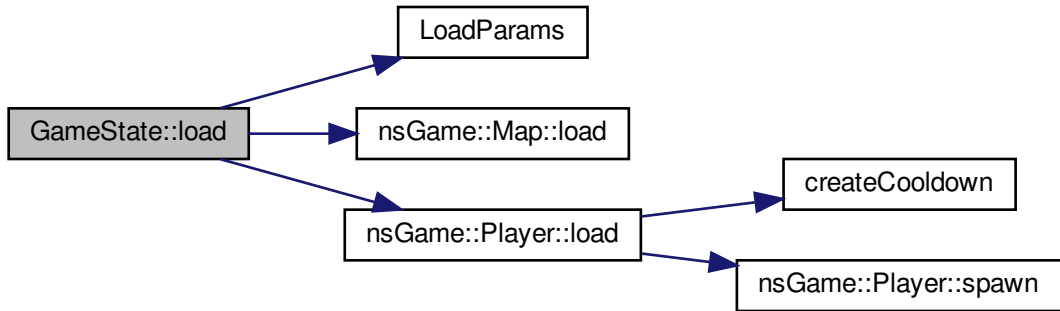 GameState::load
LoadParams
nsGame::Map::load
nsGame::Player::load
createCooldown
nsGame::Player::spawn